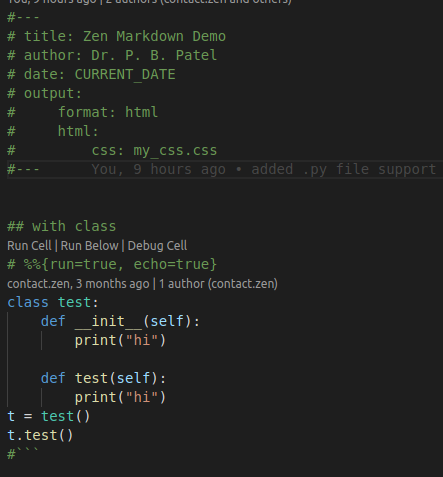 You, 9 hours ago | 2 authors (contact.zen and others)
#---
# title: Zen Markdown Demo
# author: Dr. P. B. Patel
# date: CURRENT_DATE
# output:
#     format: html
#     html:
#         css: my_css.css
#---      You, 9 hours ago • added .py file support
## with class
Run Cell | Run Below | Debug Cell
# %%{run=true, echo=true}
contact.zen, 3 months ago | 1 author (contact.zen)
class test:
    def __init__(self):
        print("hi")
    def test(self):
        print("hi")
t = test()
t.test()
#```